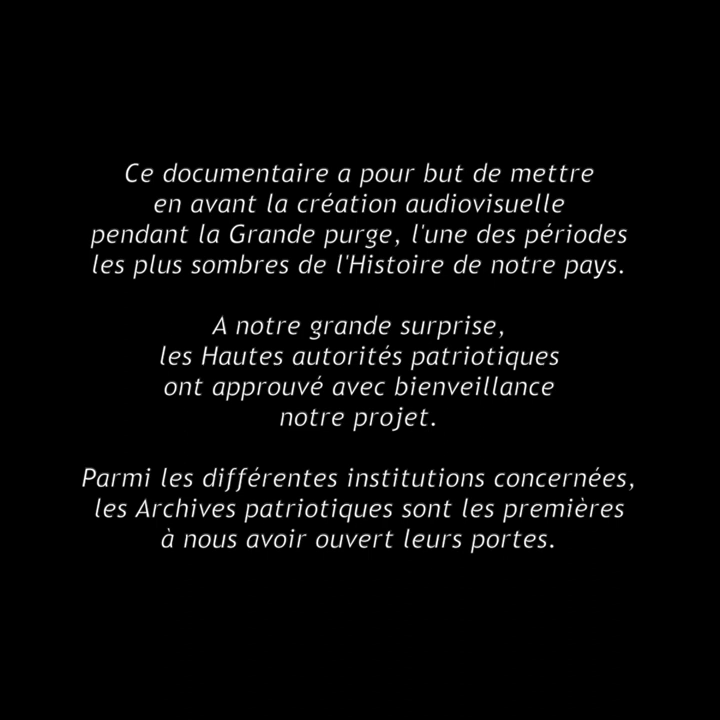 Ce documentaire a pour but de mettre
en avant la création audiovisuelle
pendant la Grande purge, l'une des périodes
les plus sombres de l'Histoire de notre pays.
A notre grande surprise,
les Hautes autorités patriotiques
ont approuvé avec bienveillance
notre projet.
Parmi les différentes institutions concernées,
les Archives patriotiques sont les premières
à nous avoir ouvert leurs portes.